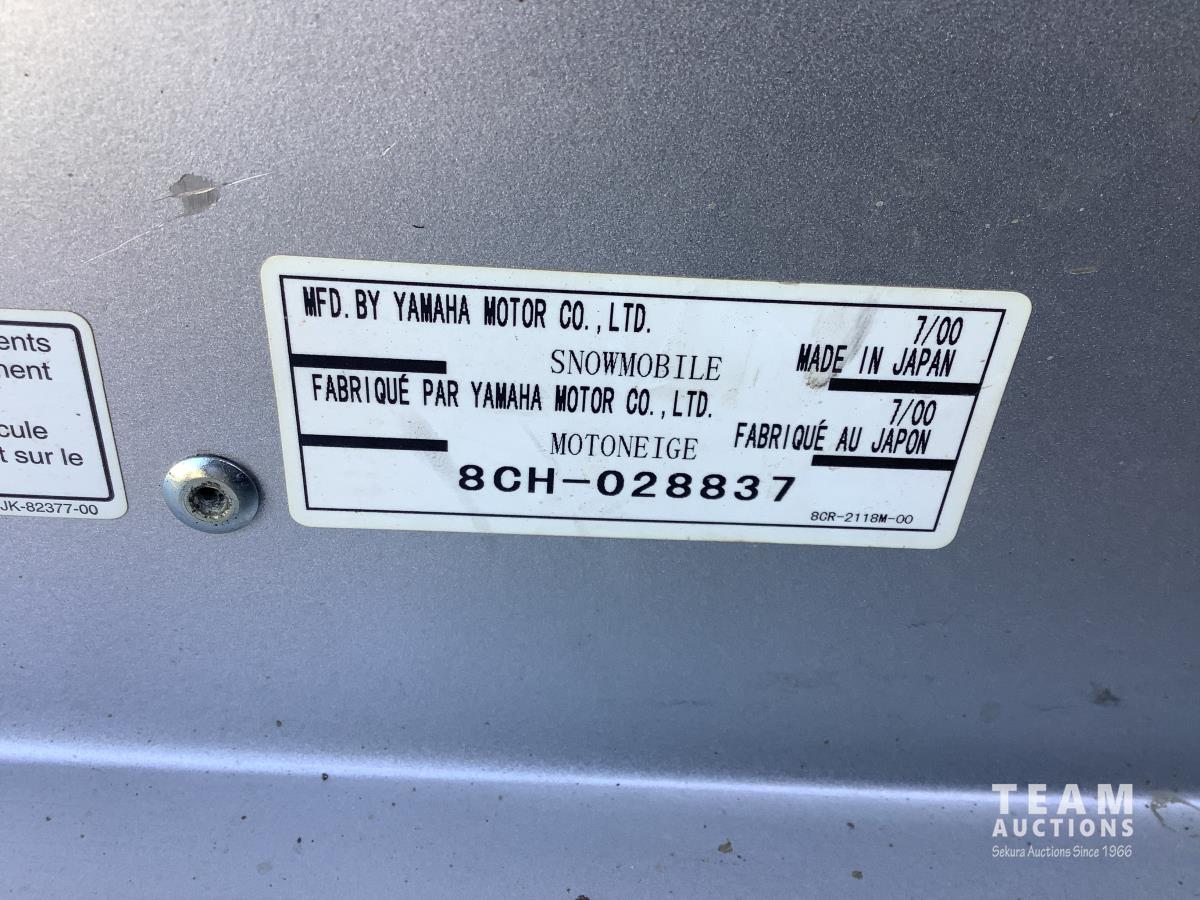 MFD. BY YAMAHA MOTOR CO., LTD.
7/00
SNOWMOBILE
MADE IN JAPAN
FABRIQUÉ PAR YAMAHA MOTOR CO., LTD.
7/00
MOTONEIGE
FABRIQUÉ AU JAPON
8CH-028837
8CR-2118M-00
ents
ment
cule
t sur le
JK-82377-00
TEAM
AUCTIONS
Sekura Auctions Since 1966